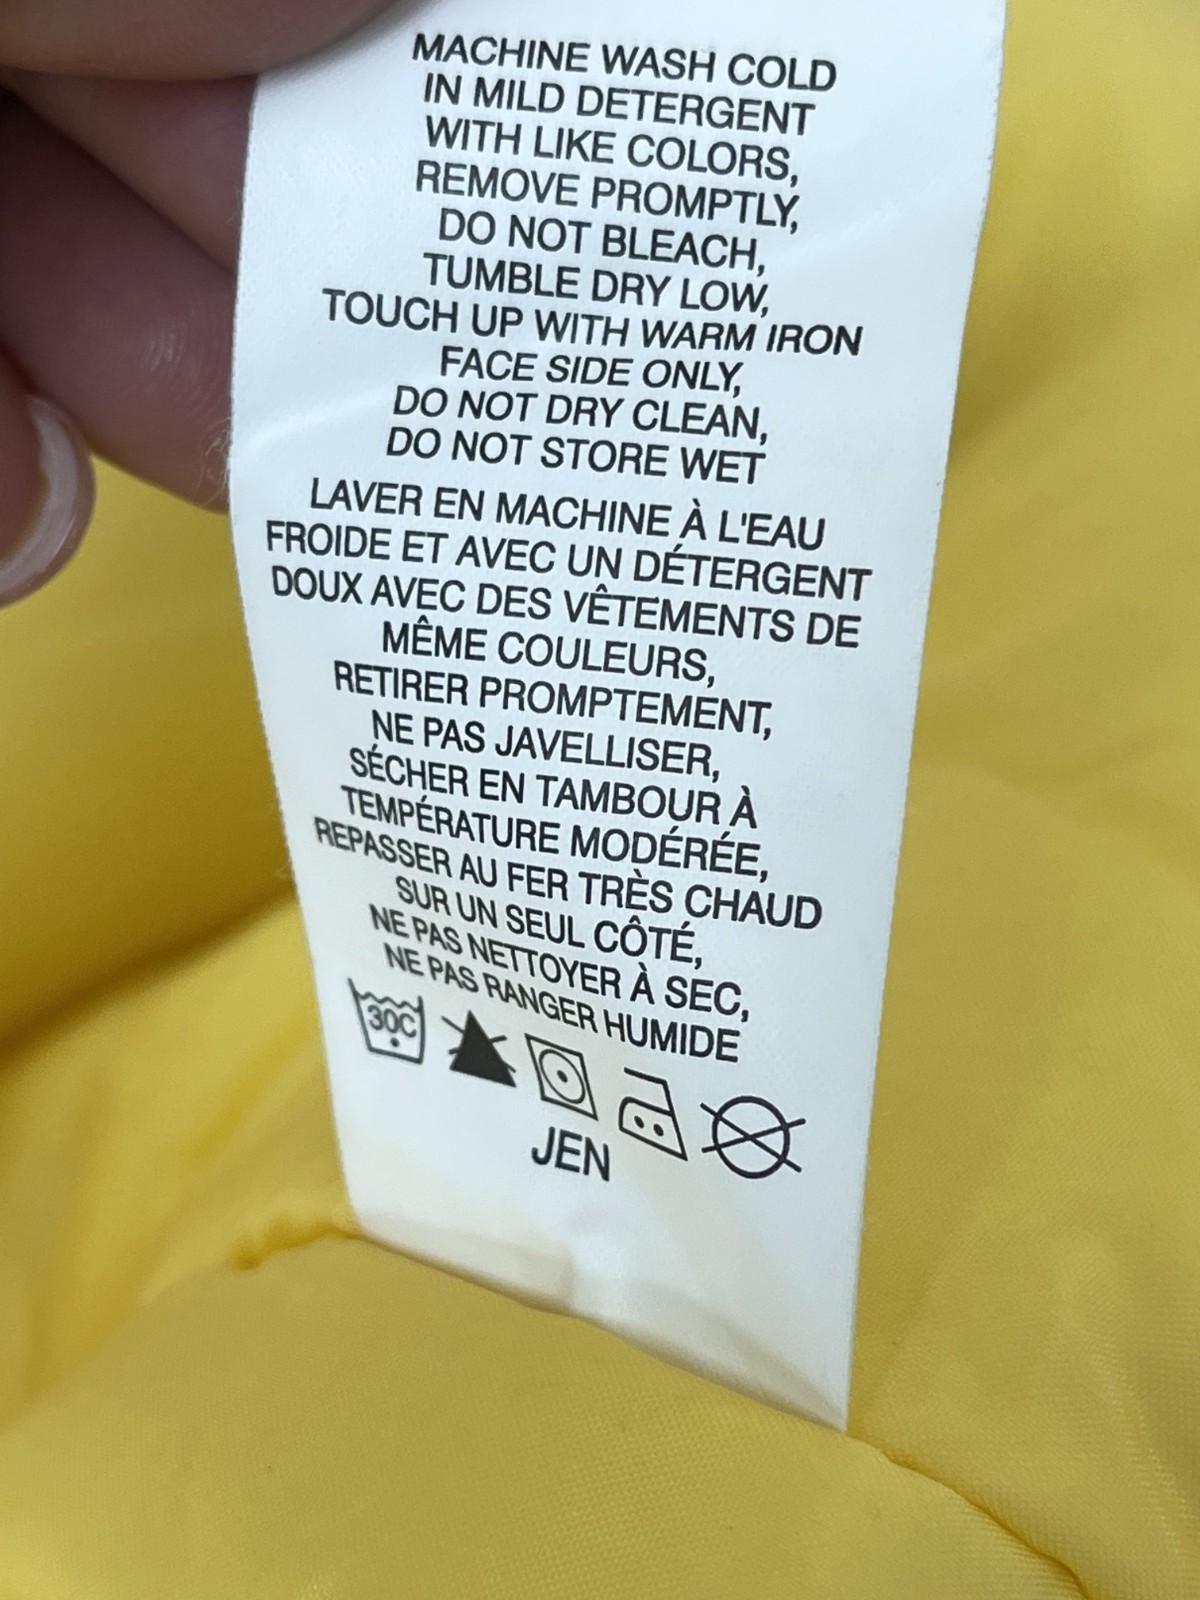 MACHINE WASH COLD
IN MILD DETERGENT
WITH LIKE COLORS,
REMOVE PROMPTLY,
DO NOT BLEACH,
TUMBLE DRY LOW,
TOUCH UP WITH WARM IRON
FACE SIDE ONLY,
DO NOT DRY CLEAN,
DO NOT STORE WET
LAVER EN MACHINE À L'EAU
FROIDE ET AVEC UN DÉTERGENT
DOUX AVEC DES VÊTEMENTS DE
MÊME COULEURS,
RETIRER PROMPTEMENT,
NE PAS JAVELLISER,
SÉCHER EN TAMBOUR À
TEMPÉRATURE MODÉRÉE,
REPASSER AU FER TRÈS CHAUD
SUR UN SEUL CÔTÉ,
NE PAS NETTOYER À SEC,
NE PAS RANGER HUMIDE
30C
JEN